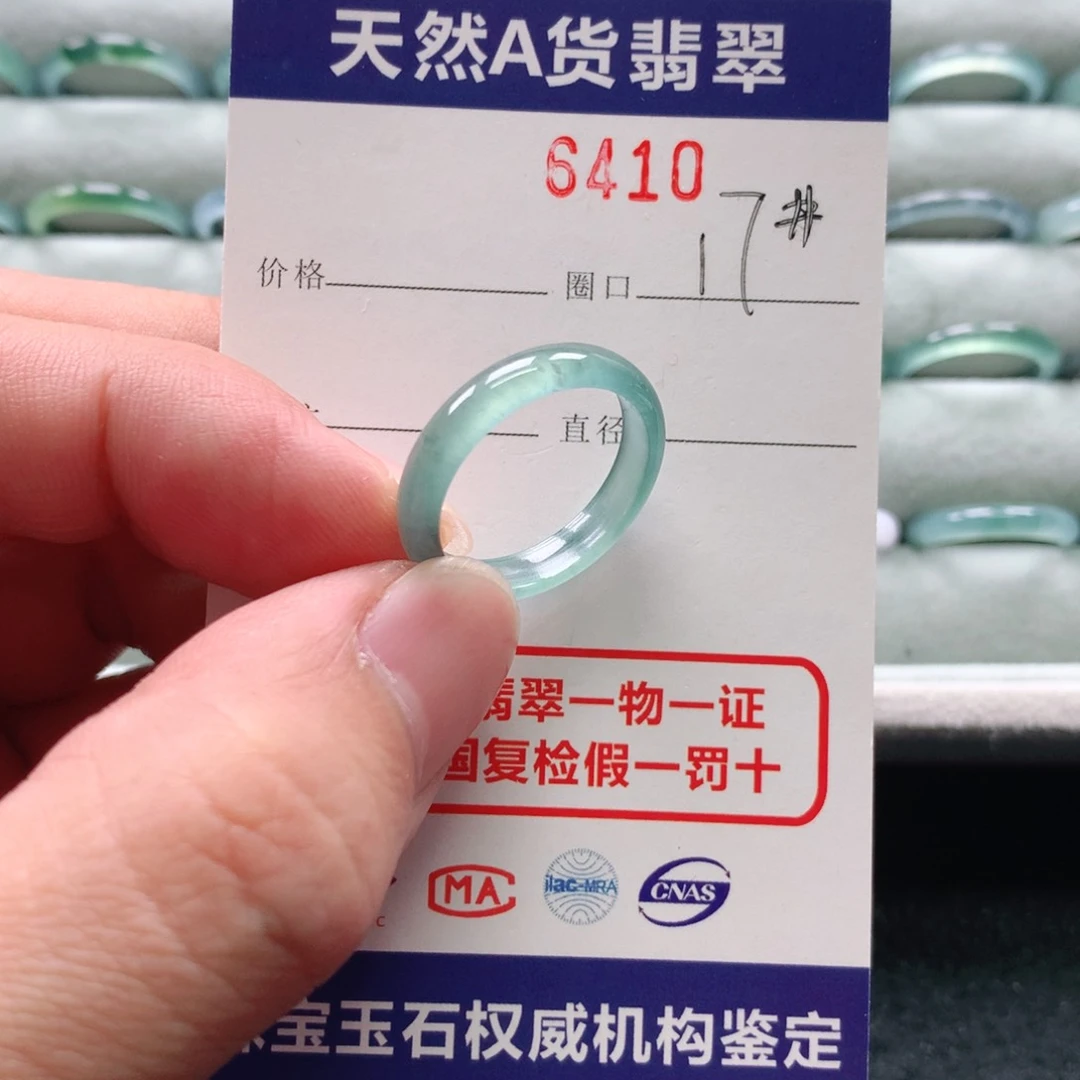 天然A货翡翠
6410
17#
价格 圈口
直径
翡翠一物一证
国复检假一罚十
C
MA ilac-MRA CNAS
宝玉石权威机构鉴定